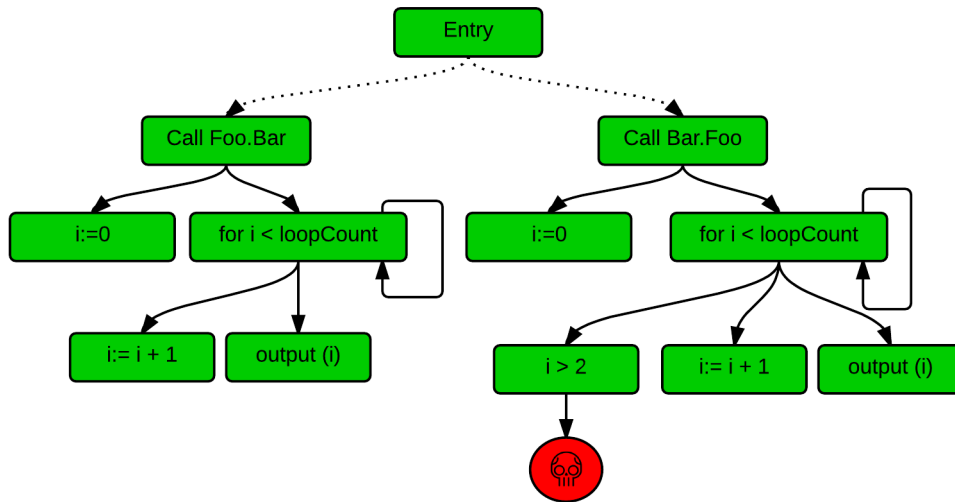 Entry
Call Foo.Bar
Call Bar.Foo
i:=0
for i < loopCount
i:=0
for i < loopCount
i:= i + 1
output (i)
i > 2
i:= i + 1
output (i)